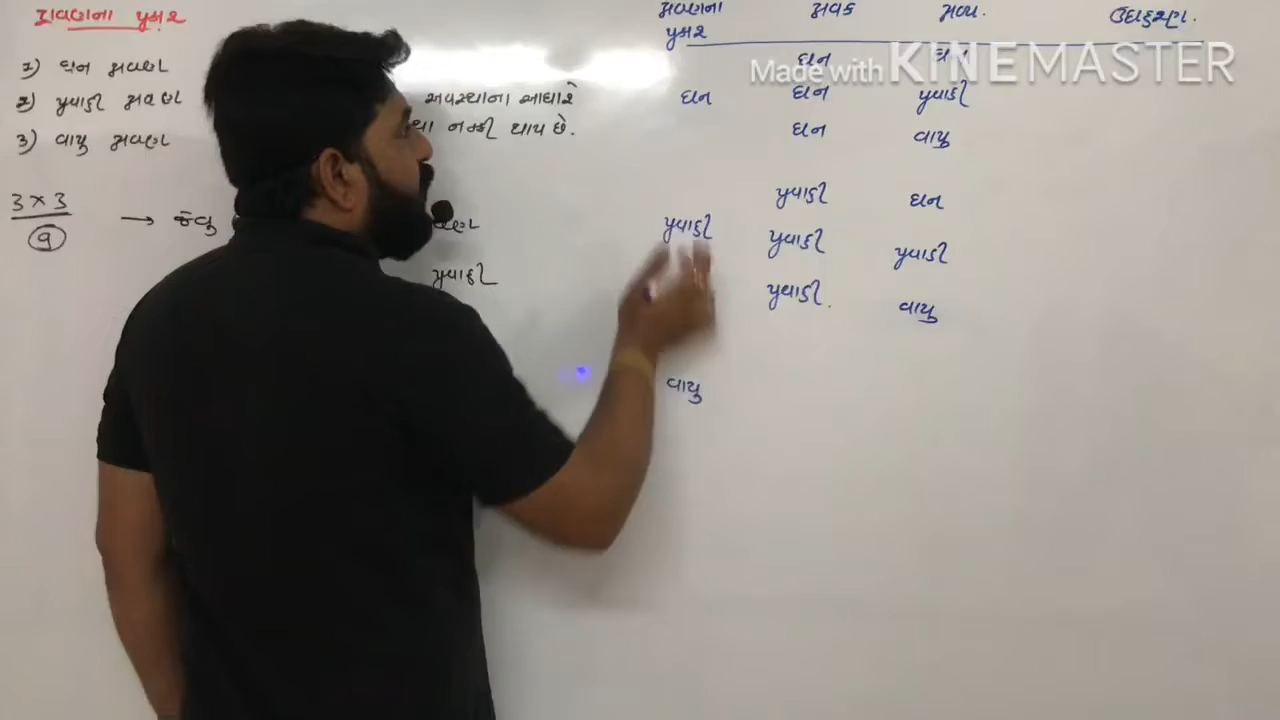 દ્રાવણના પ્રકાર
1) ઘન દ્રાવણ
2) પ્રવાહી દ્રાવણ
3) વાયુ દ્રાવણ
3 × 3
9
→
અવસ્થાના આધારે
નક્કી થાય છે.
પ્રવાહી
દ્રાવણના પ્રકાર દ્રાવક દ્રાવ્ય. ઉદાહરણ.
ઘન ઘન
ઘન ઘન પ્રવાહી
ઘન વાયુ
પ્રવાહી ઘન
પ્રવાહી પ્રવાહી પ્રવાહી
પ્રવાહી. વાયુ
વાયુ
Made with KINEMASTER